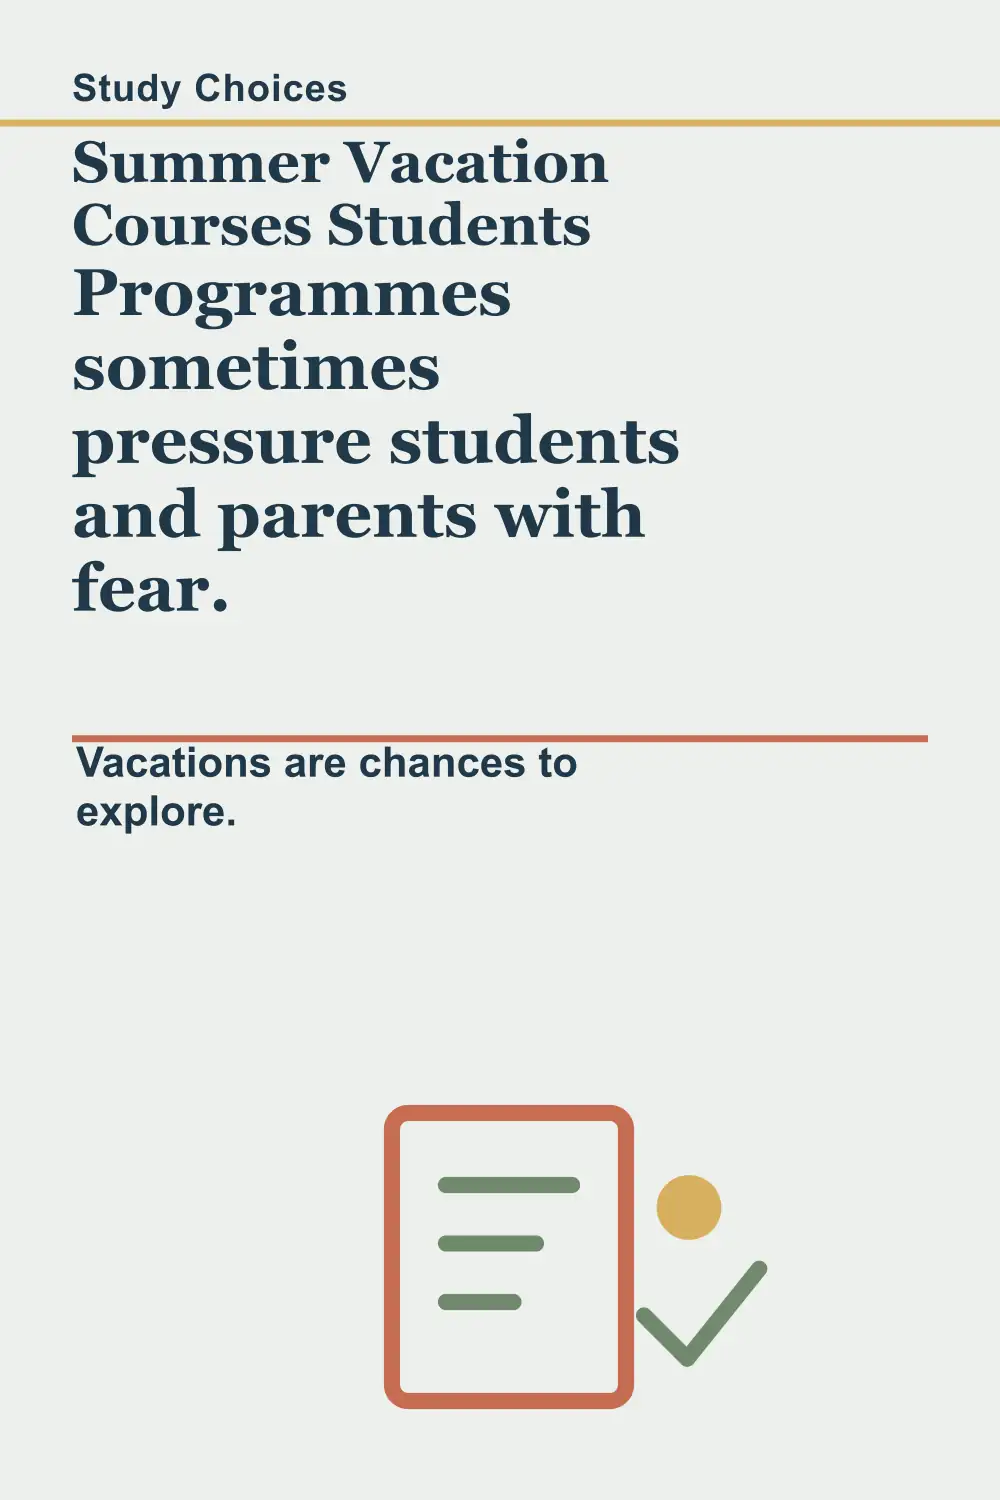 Study Choices
Summer Vacation
Courses Students
Programmes
sometimes
pressure students
and parents with
fear.
Vacations are chances to
explore.